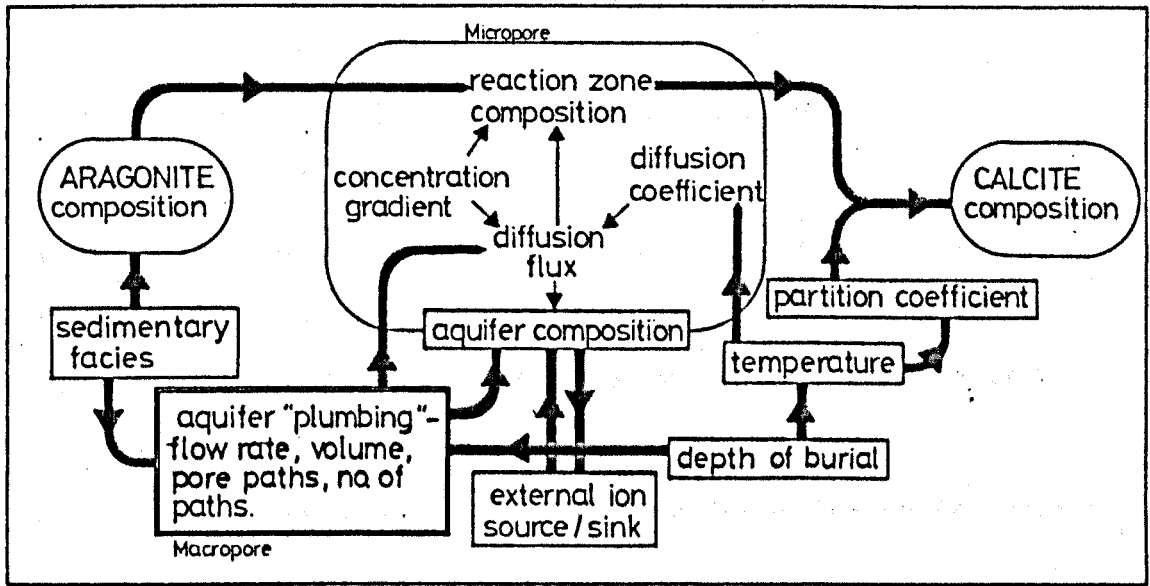 Micropore
reaction zone
composition
ARAGONITE
composition
concentration
gradient
diffusion
coefficient
CALCITE
composition
diffusion
flux
partition coefficient
sedimentary
facies
aquifer composition
temperature
aquifer "plumbing"-
flow rate, volume,
pore paths, no. of
paths.
depth of burial
external ion
source/sink
Macropore